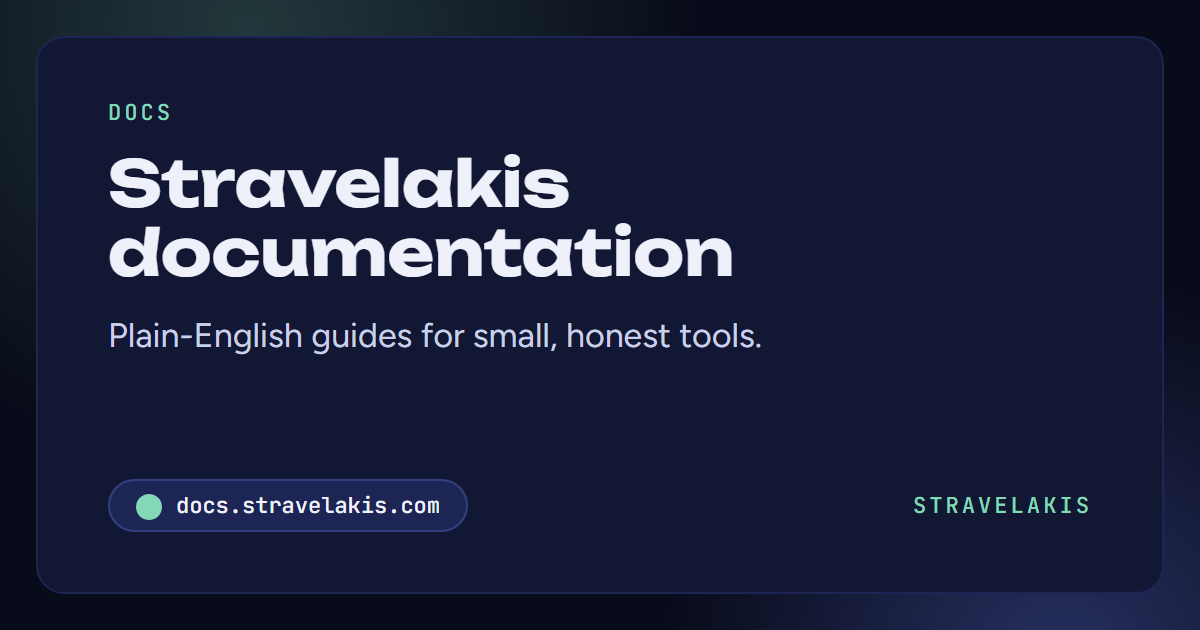 DOCS
Stravelakis
documentation
Plain-English guides for small, honest tools.
docs.stravelakis.com
STRAVELAKIS